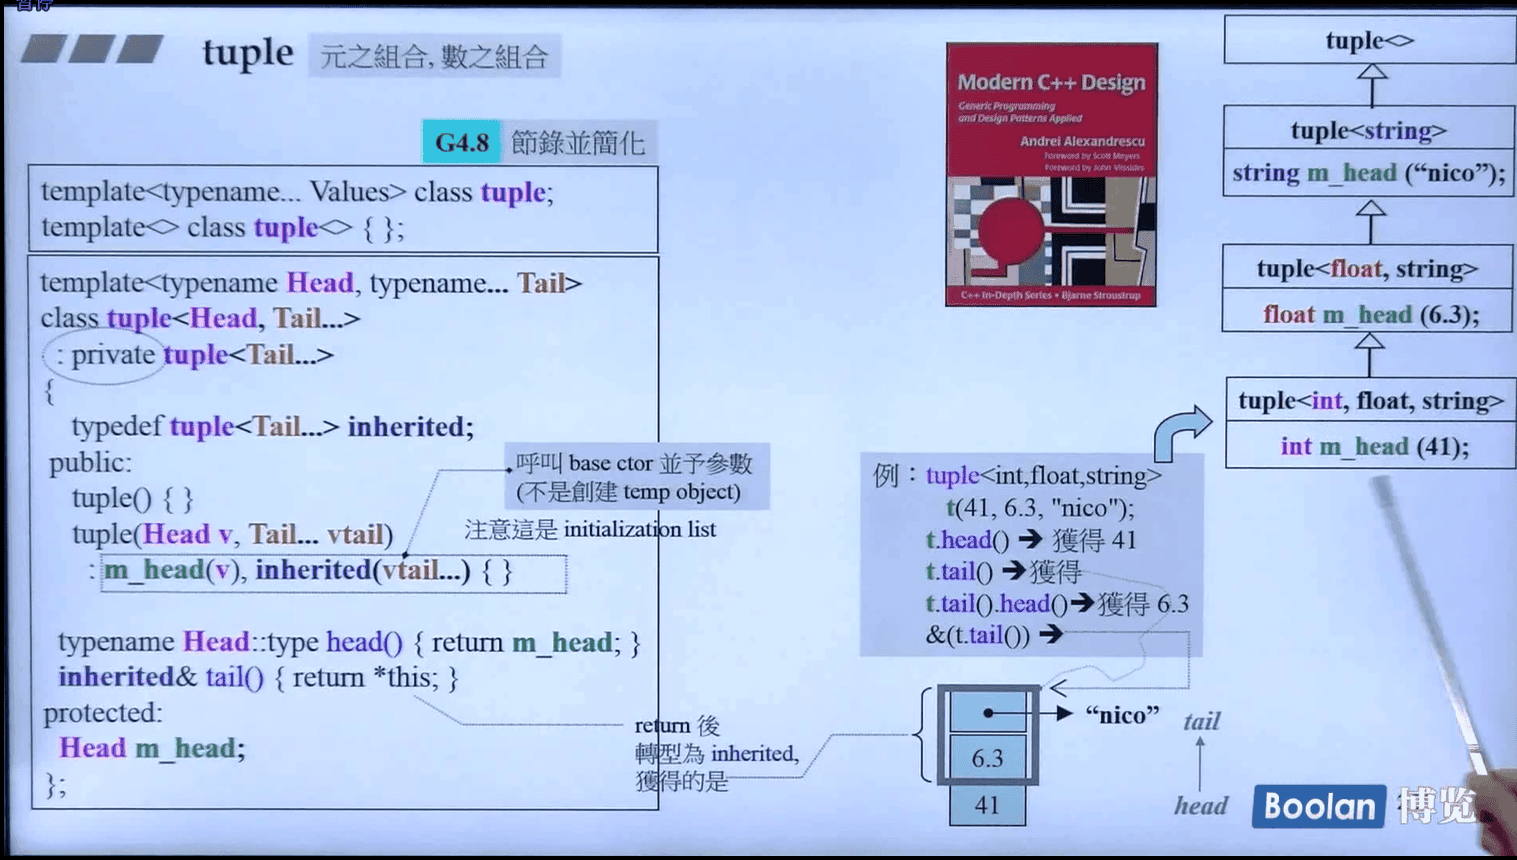 暂停
tuple 元之組合, 數之組合
G4.8 節錄並簡化
template<typename... Values> class tuple;
template<> class tuple<> { };
template<typename Head, typename... Tail>
class tuple<Head, Tail...>
: private tuple<Tail...>
{
typedef tuple<Tail...> inherited;
public:
tuple() { }
tuple(Head v, Tail... vtail)
: m_head(v), inherited(vtail...) { }
typename Head::type head() { return m_head; }
inherited& tail() { return *this; }
protected:
Head m_head;
};
呼叫 base ctor 並予參數
(不是創建 temp object)
注意這是 initialization list
return 後
轉型為 inherited,
獲得的是
Modern C++ Design
Generic Programming
and Design Patterns Applied
Andrei Alexandrescu
Foreword by Scott Meyers
Foreword by John Vlissides
C++ In-Depth Series • Bjarne Stroustrup
例：tuple<int,float,string>
t(41, 6.3, "nico");
t.head() ➔ 獲得 41
t.tail() ➔獲得
t.tail().head()➔獲得 6.3
&(t.tail()) ➔
“nico”
6.3
41
tail
head
tuple<>
tuple<string>
string m_head (“nico”);
tuple<float, string>
float m_head (6.3);
tuple<int, float, string>
int m_head (41);
Boolan 博览